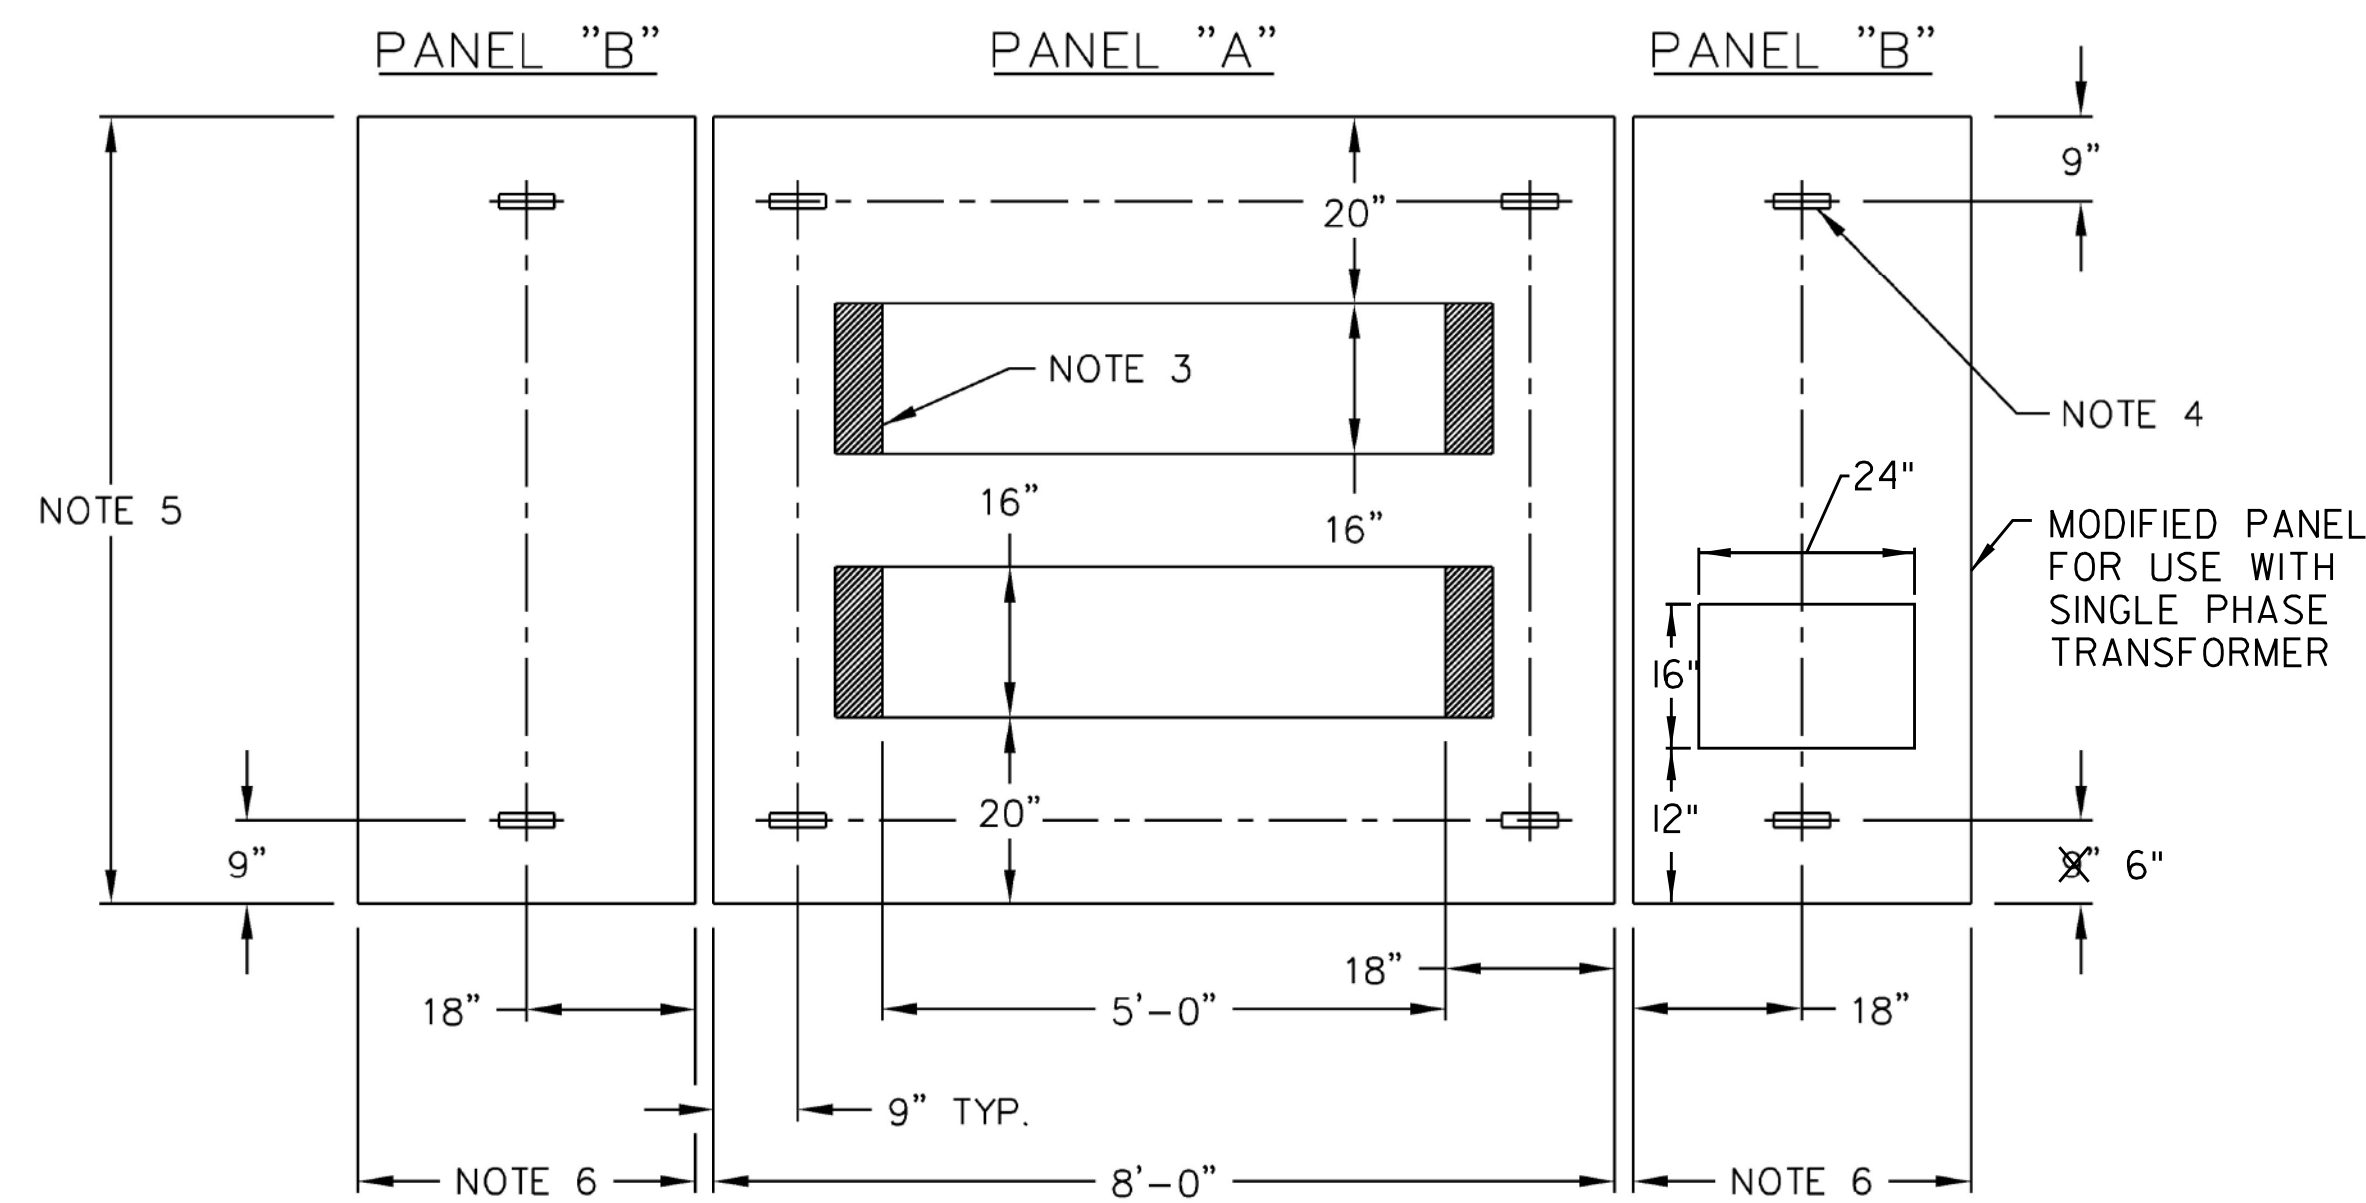 PANEL ”B”
PANEL ”A”
PANEL ”B”
9”
20”
NOTE 3
NOTE 4
24"
16”
NOTE 5
16”
MODIFIED PANEL
FOR USE WITH
SINGLE PHASE
TRANSFORMER
16"
20”
12"
9”
9” 6"
18”
18”
5’-0”
18”
9” TYP.
NOTE 6
8’-0”
NOTE 6